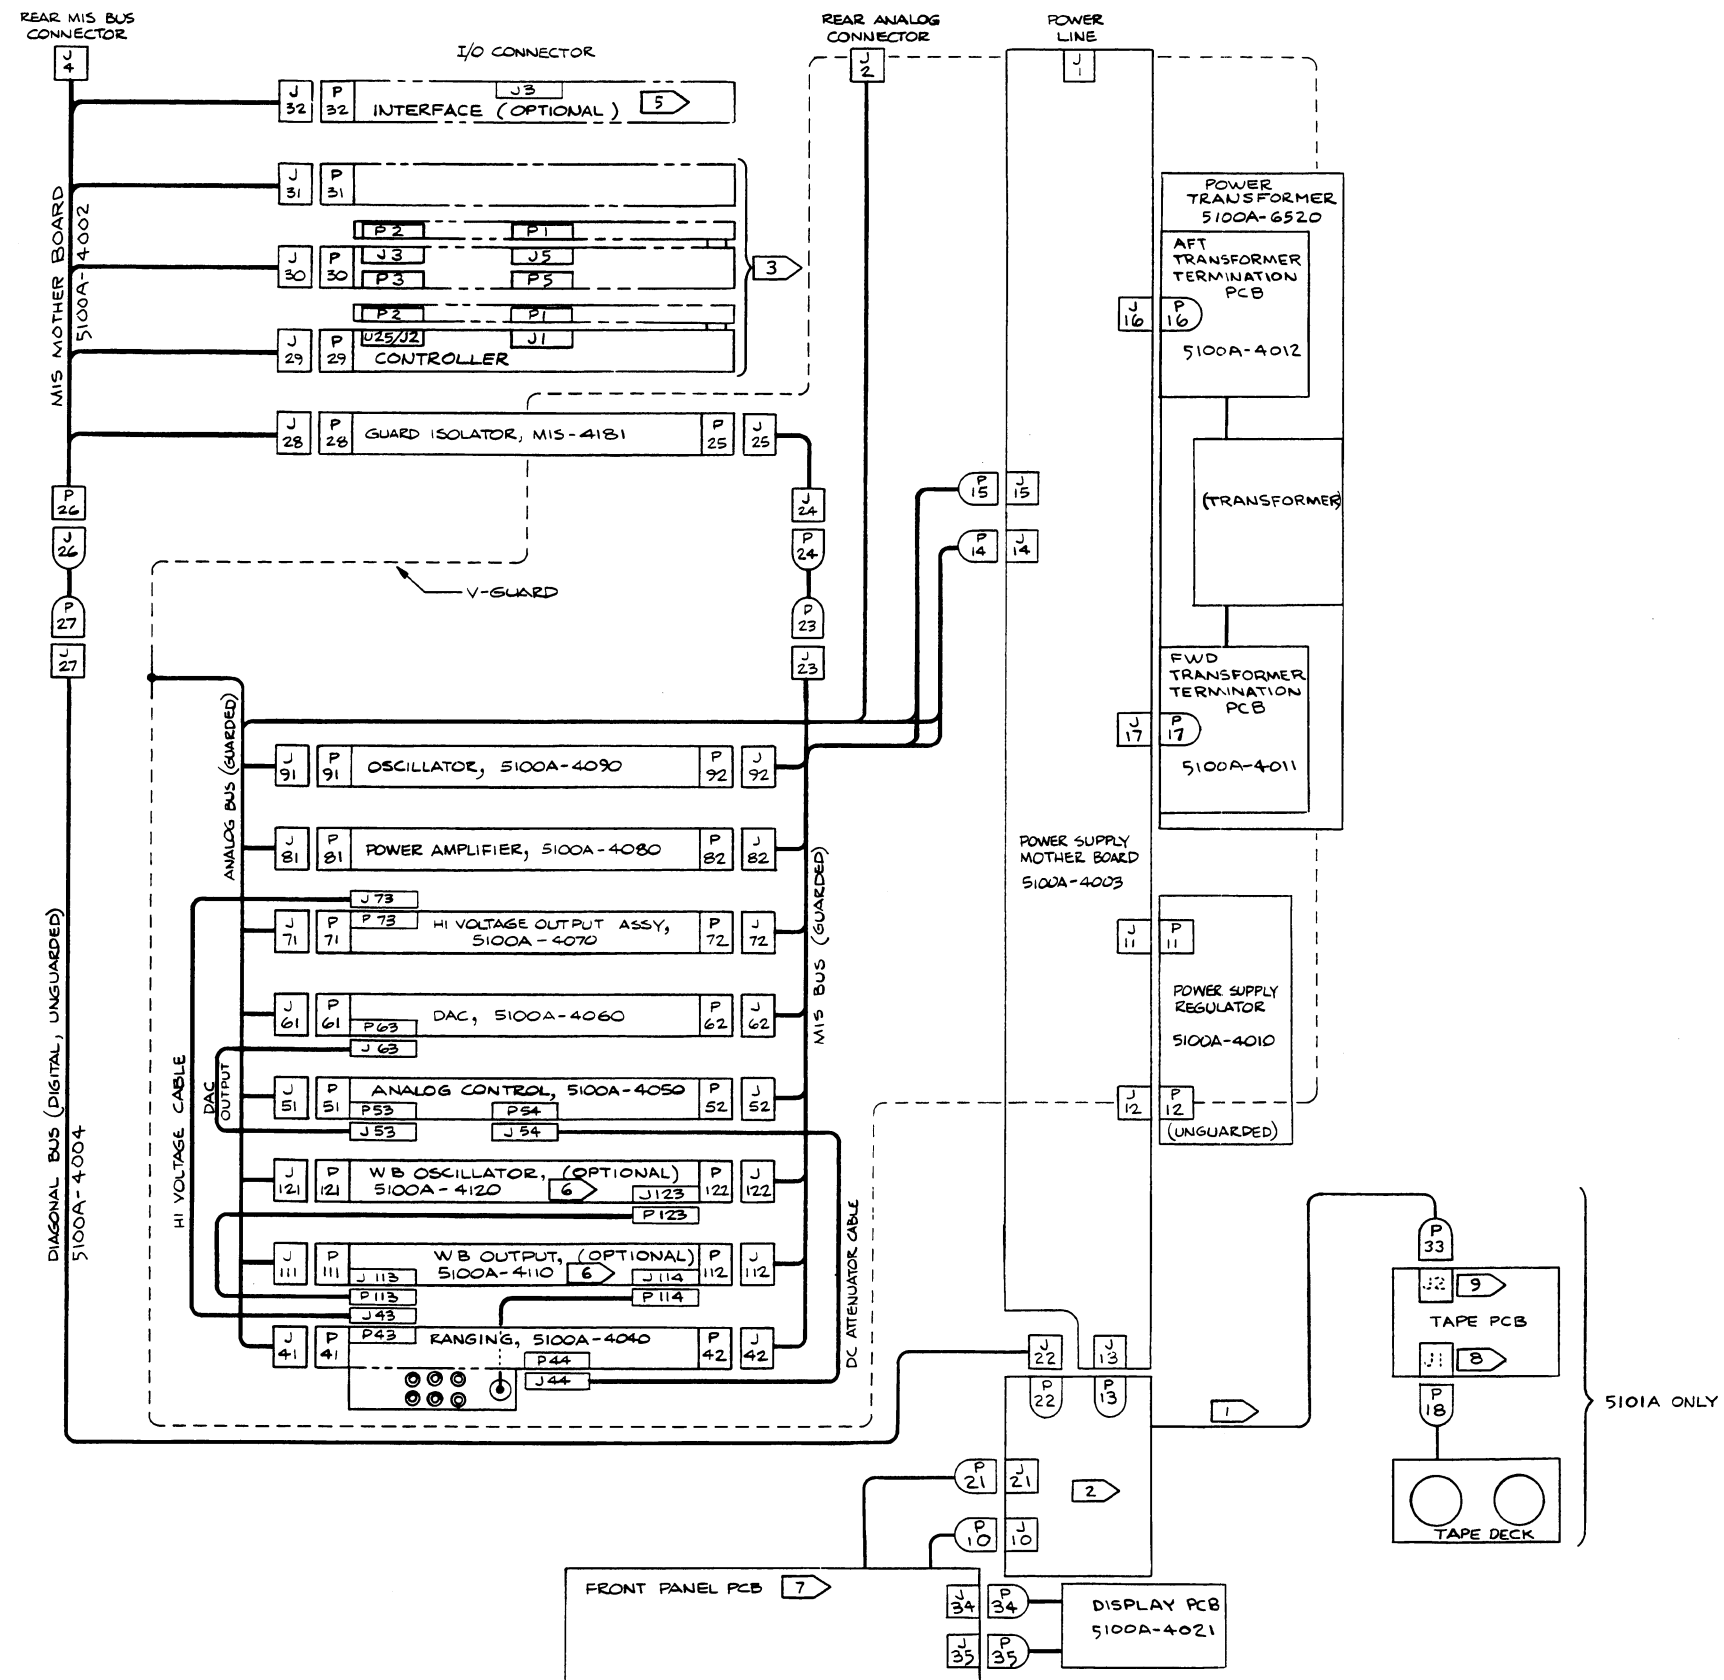 REAR MIS BUS
CONNECTOR
J
4
I/O CONNECTOR
REAR ANALOG
CONNECTOR
J
2
POWER
LINE
J
1
J
32
P
32
J3
INTERFACE (OPTIONAL)
5
J
31
P
31
P2
P1
J
30
P
30
J3
J5
P3
P5
3
P2
P1
J
29
P
29
U25/J2
J1
CONTROLLER
MIS MOTHER BOARD
5100A-4002
J
28
P
28
GUARD ISOLATOR, MIS-4181
P
25
J
25
P
26
J
26
P
27
J
27
J
24
P
24
P
23
J
23
V-GUARD
P
15
J
15
P
14
J
14
POWER
TRANSFORMER
5100A-6520
AFT
TRANSFORMER
TERMINATION
PCB
J
16
P
16
5100A-4012
(TRANSFORMER)
FWD
TRANSFORMER
TERMINATION
PCB
J
17
P
17
5100A-4011
ANALOG BUS (GUARDED)
J
91
P
91
OSCILLATOR, 5100A-4090
P
92
J
92
J
81
P
81
POWER AMPLIFIER, 5100A-4080
P
82
J
82
MIS BUS (GUARDED)
POWER SUPPLY
MOTHER BOARD
5100A-4003
J73
P73
J
71
P
71
HI VOLTAGE OUTPUT ASSY,
5100A-4070
P
72
J
72
J
11
P
11
DIAGONAL BUS (DIGITAL, UNGUARDED)
5100A-4004
J
61
P
61
DAC, 5100A-4060
P63
P
62
J
62
J 63
POWER SUPPLY
REGULATOR
5100A-4010
HI VOLTAGE CABLE
DAC
OUTPUT
J
51
P
51
ANALOG CONTROL, 5100A-4050
P53
P54
P
52
J
52
J53
J54
J
12
P
12
(UNGUARDED)
J
121
P
121
WB OSCILLATOR, (OPTIONAL)
5100A-4120
6
J123
P
122
J
122
P123
DC ATTENUATOR CABLE
J
111
P
111
WB OUTPUT, (OPTIONAL)
5100A-4110
6
J113
J114
P
112
J
112
P113
P114
J43
J
41
P
41
P43
RANGING, 5100A-4040
P44
P
42
J
42
J44
J
22
J
13
P
22
P
13
1
P
33
J2
9
TAPE PCB
J1
8
P
18
5101A ONLY
TAPE DECK
P
21
J
21
2
P
10
J
10
FRONT PANEL PCB
7
J
34
P
34
DISPLAY PCB
5100A-4021
J
35
P
35